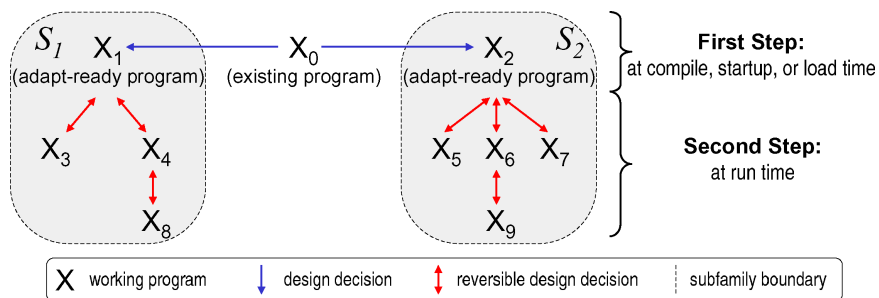 S1 X1 X0 X2 S2
(adapt-ready program) (existing program) (adapt-ready program)
First Step:
at compile, startup, or load time
X3 X4 X5 X6 X7
Second Step:
at run time
X8 X9
X working program design decision reversible design decision subfamily boundary